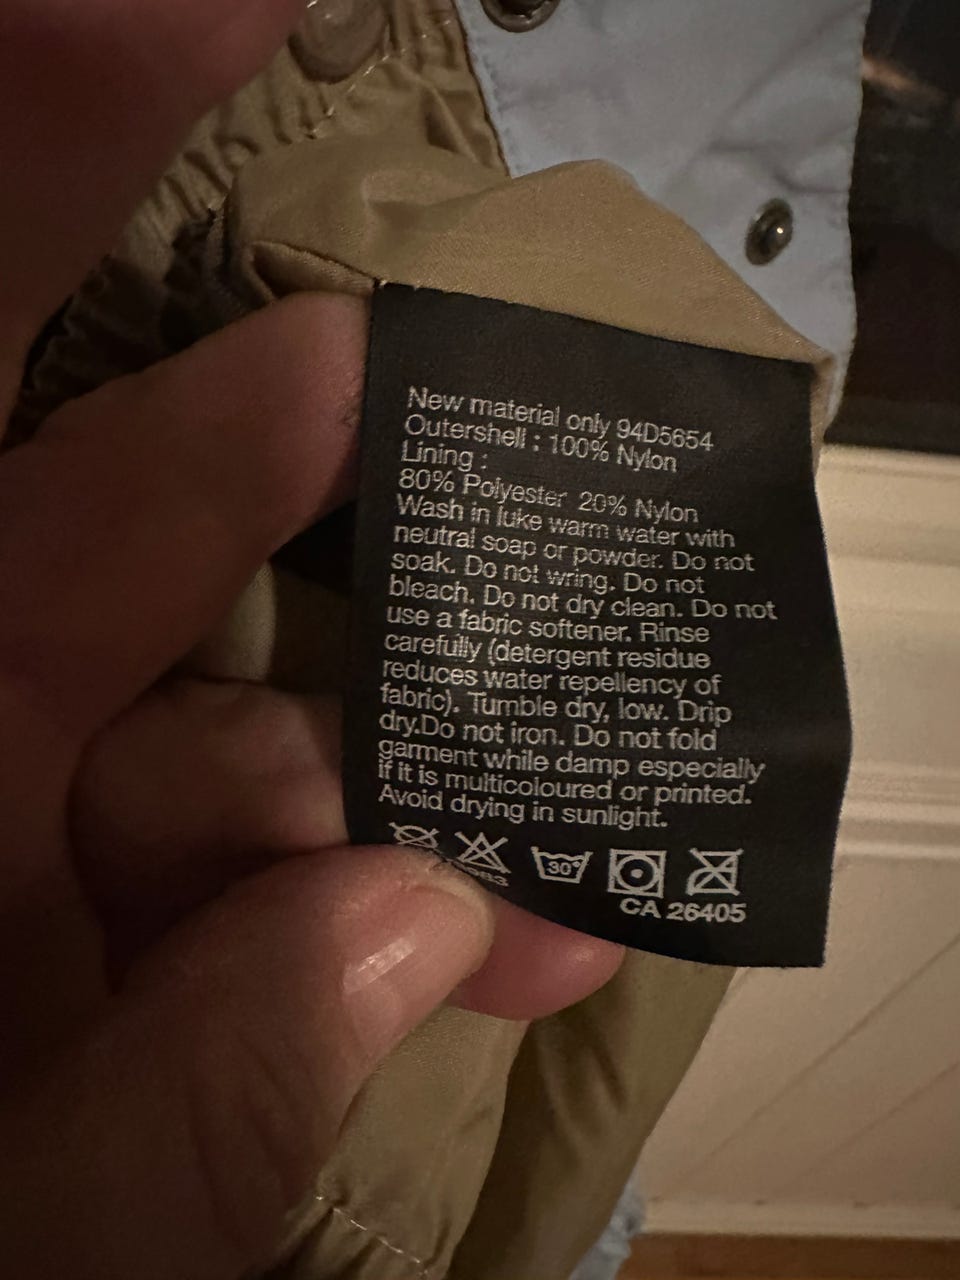 New material only 94D5654
Outershell : 100% Nylon
Lining :
80% Polyester 20% Nylon
Wash in luke warm water with
neutral soap or powder. Do not
soak. Do not wring. Do not
bleach. Do not dry clean. Do not
use a fabric softener. Rinse
carefully (detergent residue
reduces water repellency of
fabric). Tumble dry, low. Drip
dry.Do not iron. Do not fold
garment while damp especially
if it is multicoloured or printed.
Avoid drying in sunlight.
30°
CA 26405